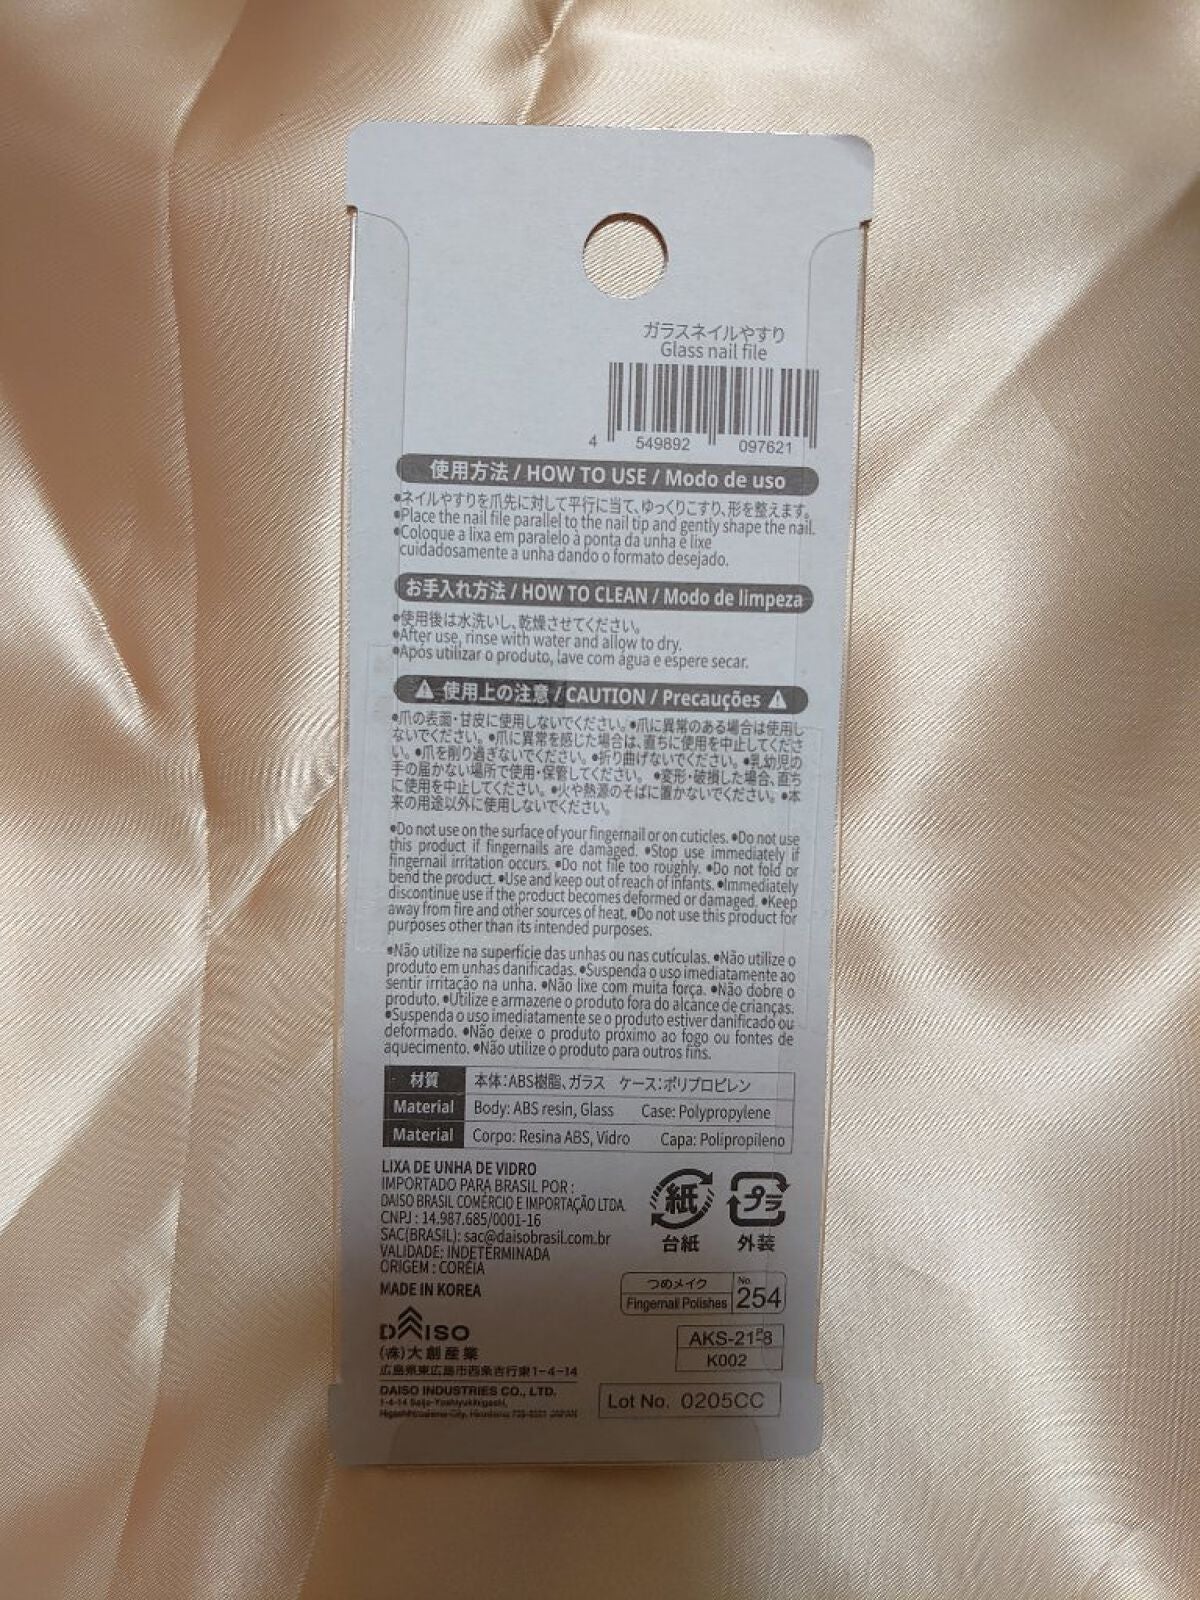 ガラスネイルやすり
Glass nail file
4 549892 097621
使用方法 / HOW TO USE / Modo de uso
●ネイルやすりを爪先に対して平行に当て、ゆっくりこすり、形を整えます。
●Place the nail file parallel to the nail tip and gently shape the nail.
●Coloque a lixa em paralelo à ponta da unha e lixe
cuidadosamente a unha dando o formato desejado.
お手入れ方法 / HOW TO CLEAN / Modo de limpeza
●使用後は水洗いし、乾燥させてください。
●After use, rinse with water and allow to dry.
●Após utilizar o produto, lave com água e espere secar.
⚠ 使用上の注意 / CAUTION / Precauções ⚠
●爪の表面・甘皮に使用しないでください。●爪に異常のある場合は使用し
ないでください。●爪に異常を感じた場合は、直ちに使用を中止してくださ
い。●爪を削り過ぎないでください。●折り曲げないでください。●乳幼児の
手の届かない場所で使用・保管してください。●変形・破損した場合、直ち
に使用を中止してください。●火や熱源のそばに置かないでください。●本
来の用途以外に使用しないでください。
●Do not use on the surface of your fingernail or on cuticles. ●Do not use
this product if fingernails are damaged. ●Stop use immediately if
fingernail irritation occurs. ●Do not file too roughly. ●Do not fold or
bend the product. ●Use and keep out of reach of infants. ●Immediately
discontinue use if the product becomes deformed or damaged. ●Keep
away from fire and other sources of heat. ●Do not use this product for
purposes other than its intended purposes.
●Não utilize na superfície das unhas ou nas cutículas. ●Não utilize o
produto em unhas danificadas. ●Suspenda o uso imediatamente ao
sentir irritação na unha. ●Não lixe com muita força. ●Não dobre o
produto. ●Utilize e armazene o produto fora do alcance de crianças.
●Suspenda o uso imediatamente se o produto estiver danificado ou
deformado. ●Não deixe o produto próximo ao fogo ou fontes de
aquecimento. ●Não utilize o produto para outros fins.
材質 本体：ABS樹脂、ガラス ケース：ポリプロピレン
Material Body: ABS resin, Glass Case: Polypropylene
Material Corpo: Resina ABS, Vidro Capa: Polipropileno
LIXA DE UNHA DE VIDRO
IMPORTADO PARA BRASIL POR :
DAISO BRASIL COMÉRCIO E IMPORTAÇÃO LTDA.
CNPJ : 14.987.685/0001-16
SAC(BRASIL): sac@daisobrasil.com.br
VALIDADE: INDETERMINADA
ORIGEM : CORÉIA
MADE IN KOREA
紙
台紙
プラ
外装
つめメイク
Fingernail Polishes
No. 254
DAISO
(株)大創産業
広島県東広島市西条吉行東1-4-14
DAISO INDUSTRIES CO., LTD.
1-4-14 Saijo-Yoshiyukihigashi,
JAPAN
K002
Lot No. 0205CC